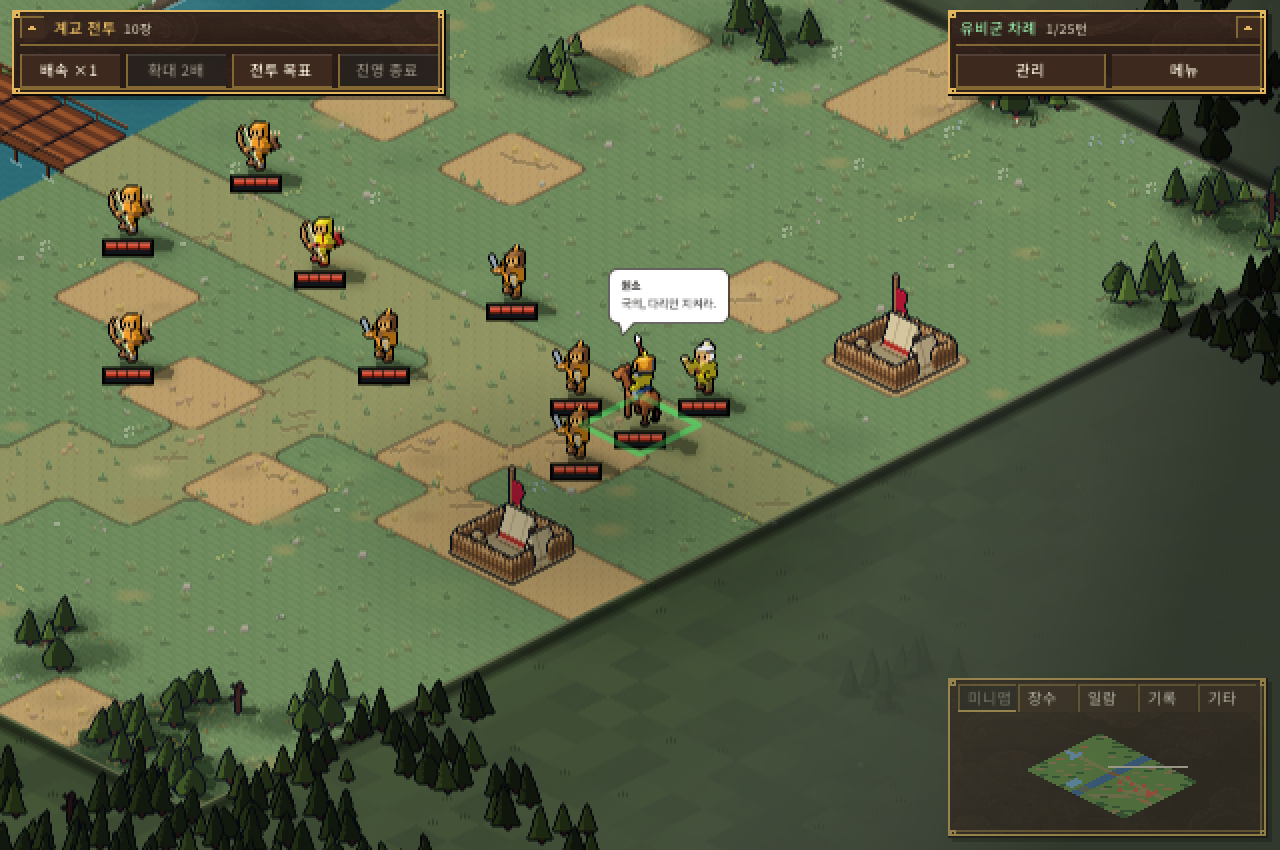 계교 전투 10장
배속 ×1 확대 2배 전투 목표 진영 종료
유비군 차례 1/25턴
관리 메뉴
원소
국의, 다리만 지켜라.
미니맵 장수 일람 기록 기타